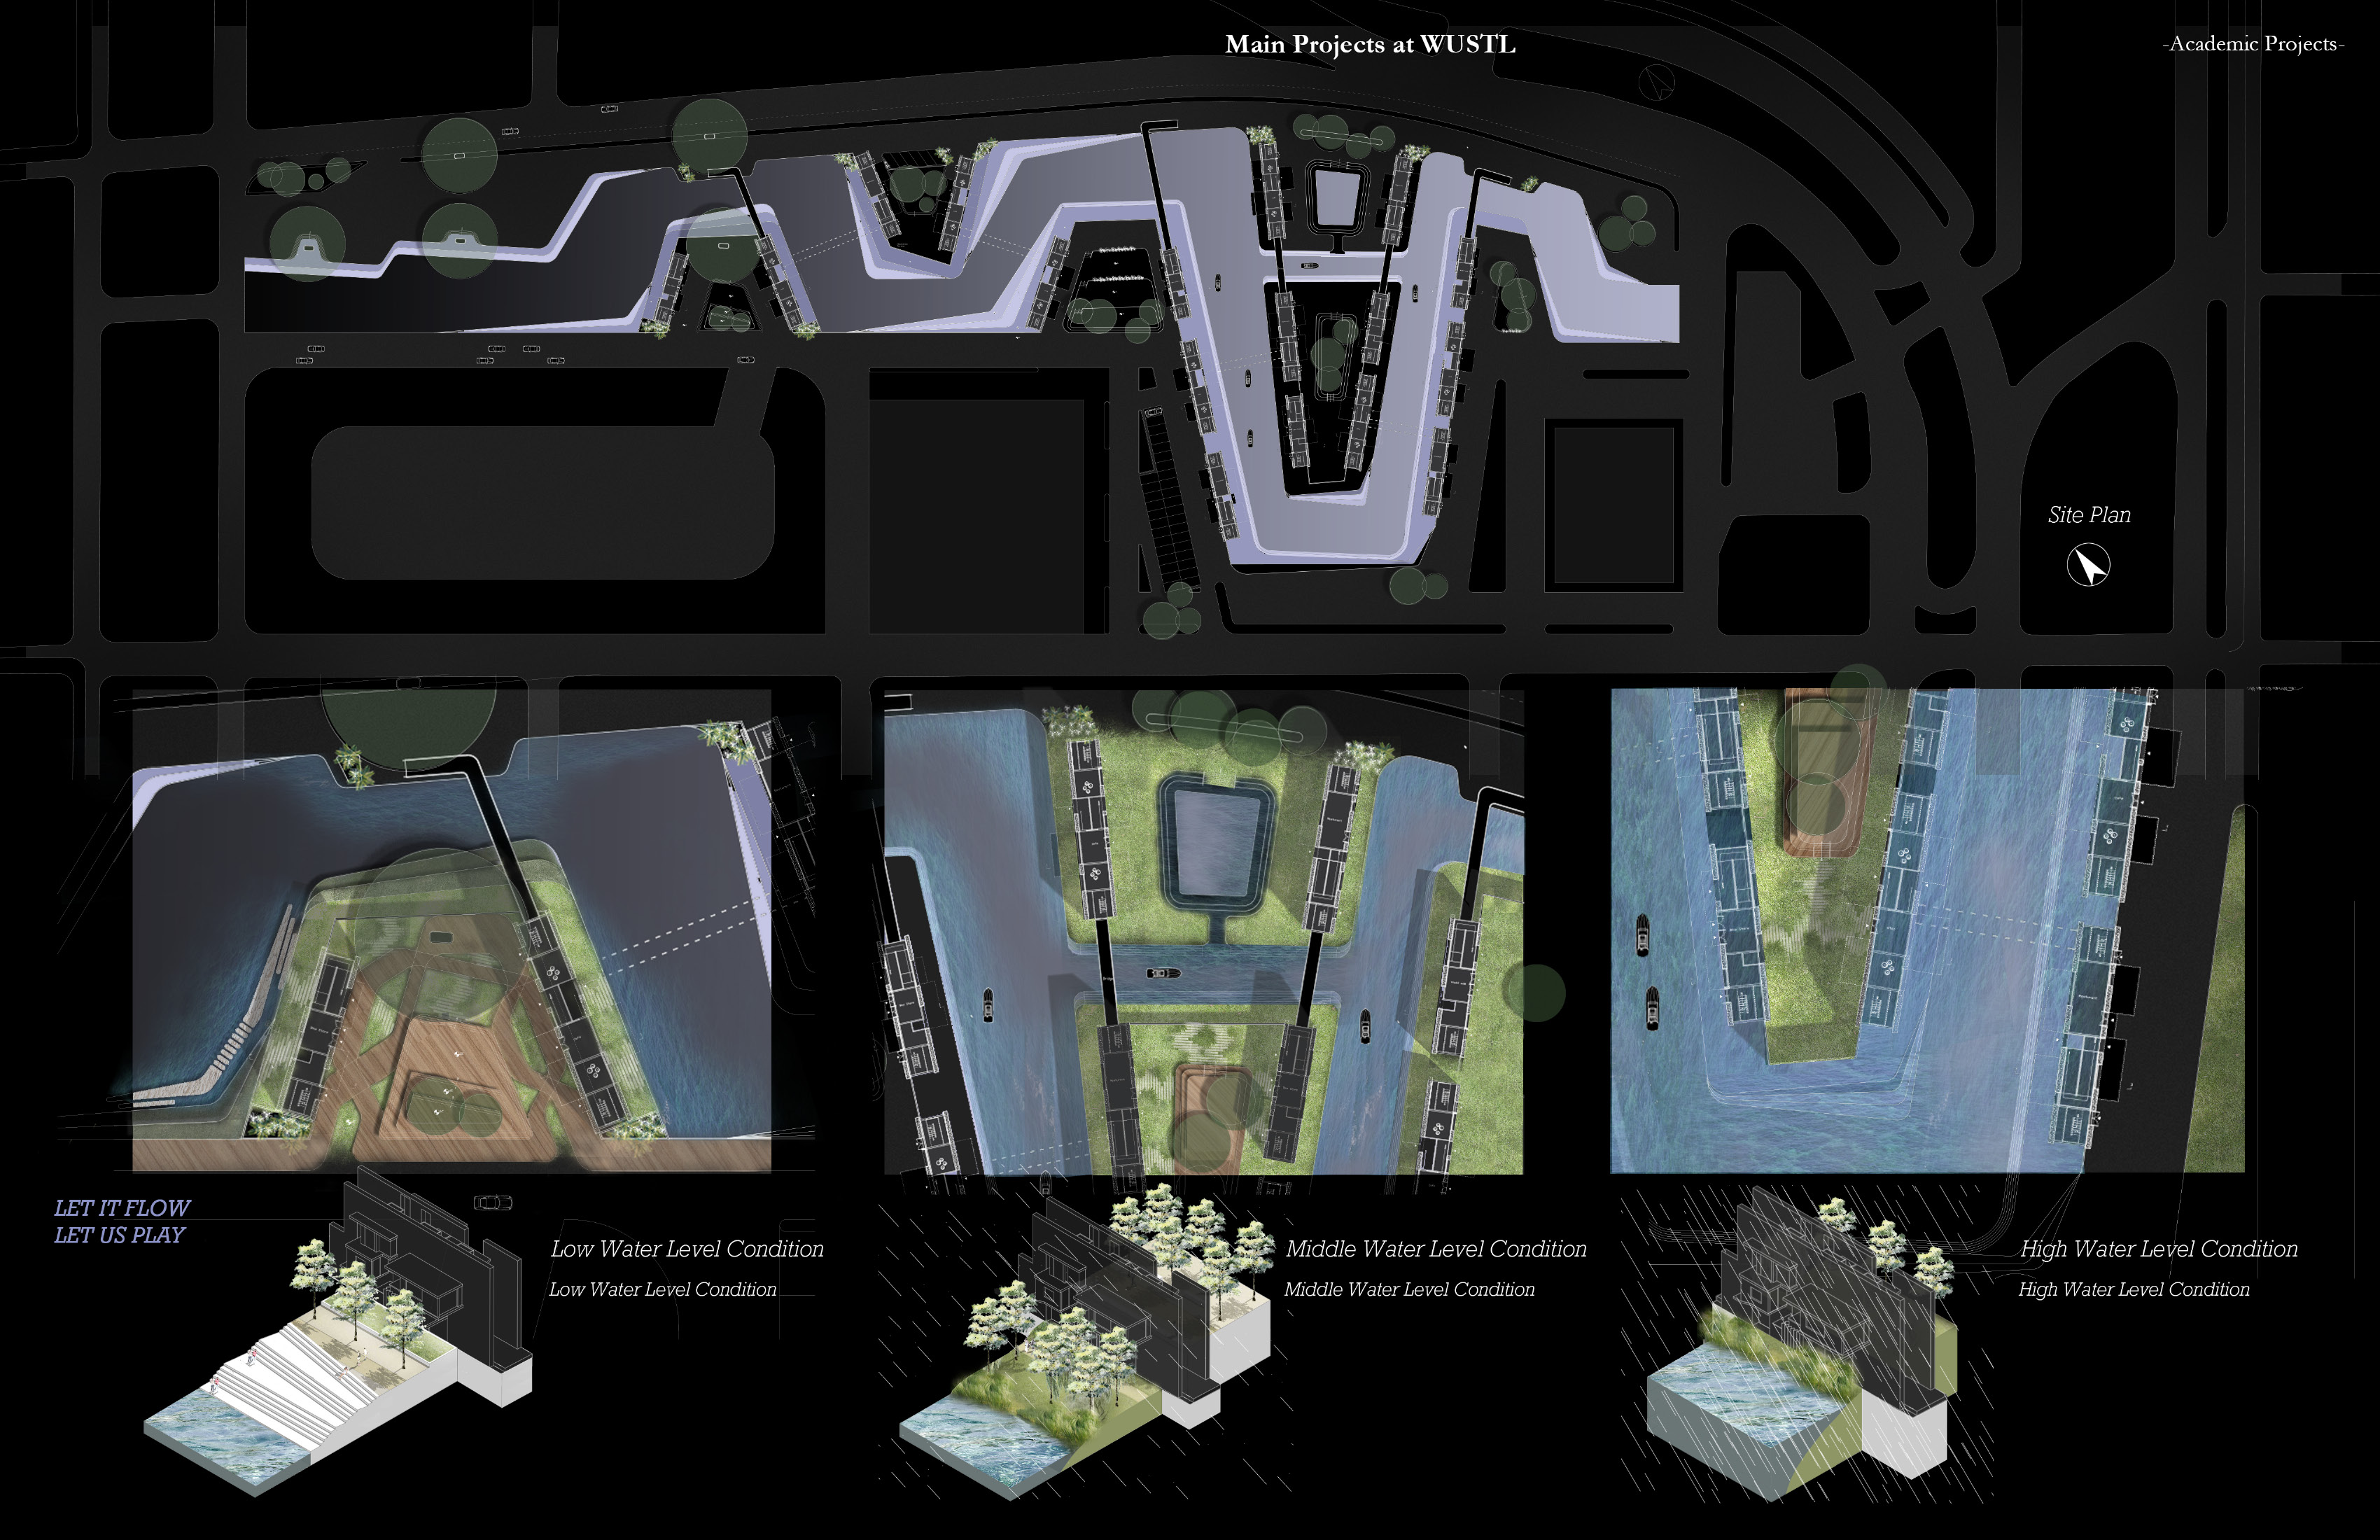 Main Projects at WUSTL
-Academic Projects-
Site Plan
LET IT FLOW
LET US PLAY
Low Water Level Condition
Low Water Level Condition
Middle Water Level Condition
Middle Water Level Condition
High Water Level Condition
High Water Level Condition